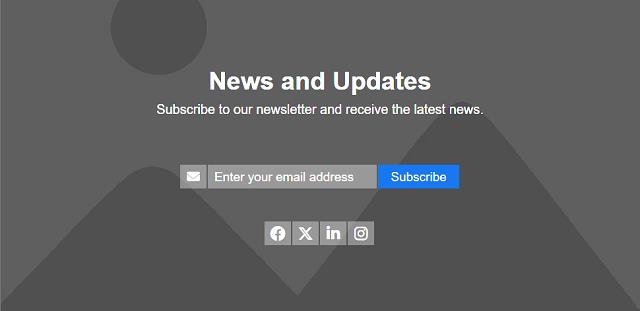 News and Updates
Subscribe to our newsletter and receive the latest news.
Enter your email address
Subscribe